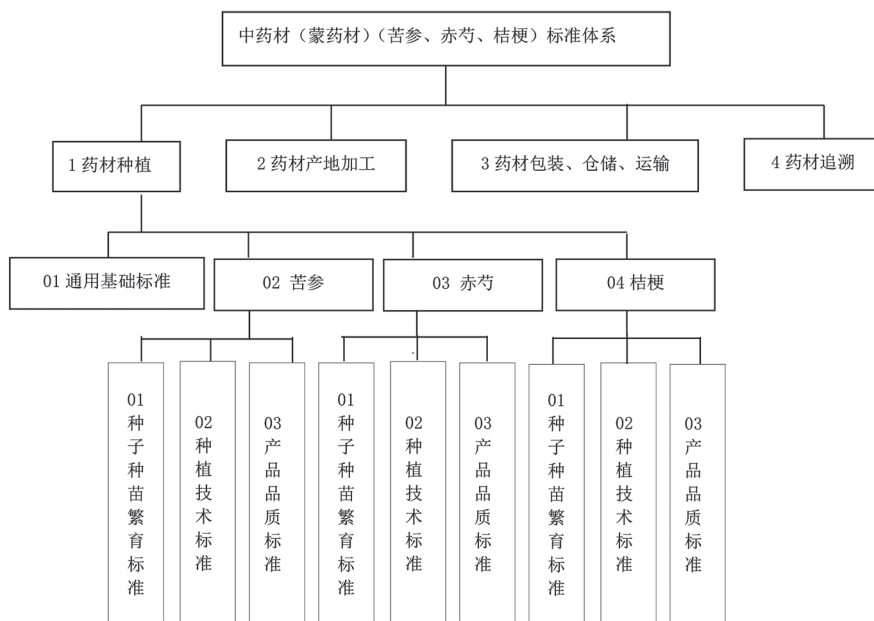 中药材（蒙药材）（苦参、赤芍、桔梗）标准体系
1 药材种植
2 药材产地加工
3 药材包装、仓储、运输
4 药材追溯
01 通用基础标准
02 苦参
03 赤芍
04 桔梗
01 种子种苗繁育标准
02 种植技术标准
03 产品品质标准
01 种子种苗繁育标准
02 种植技术标准
03 产品品质标准
01 种子种苗繁育标准
02 种植技术标准
03 产品品质标准